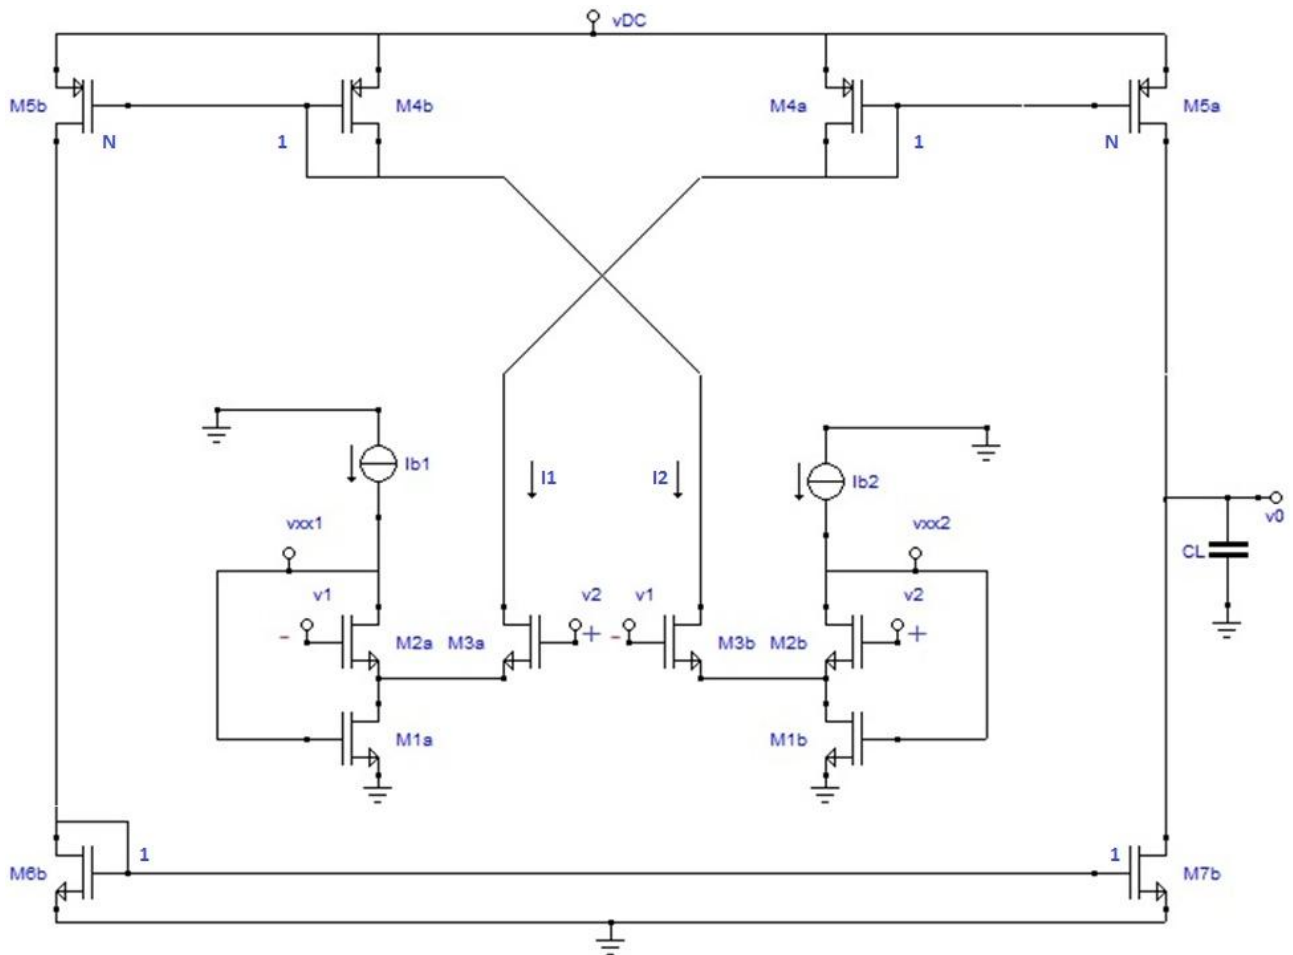 vDC
M5b
M4b
M4a
M5a
N
1
1
N
Ib1
I1
I2
Ib2
vxx1
vxx2
v0
CL
v1
v2
v1
v2
-
+
-
+
M2a
M3a
M3b
M2b
M1a
M1b
1
1
M6b
M7b